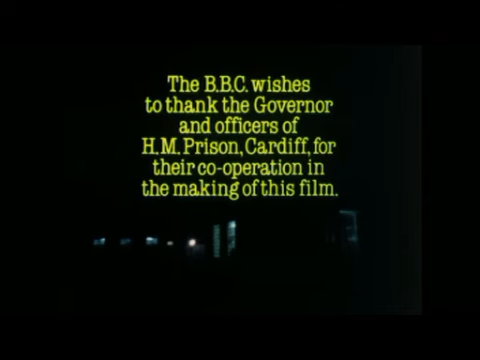 The B.B.C. wishes
to thank the Governor
and officers of
H.M. Prison, Cardiff, for
their co-operation in
the making of this film.